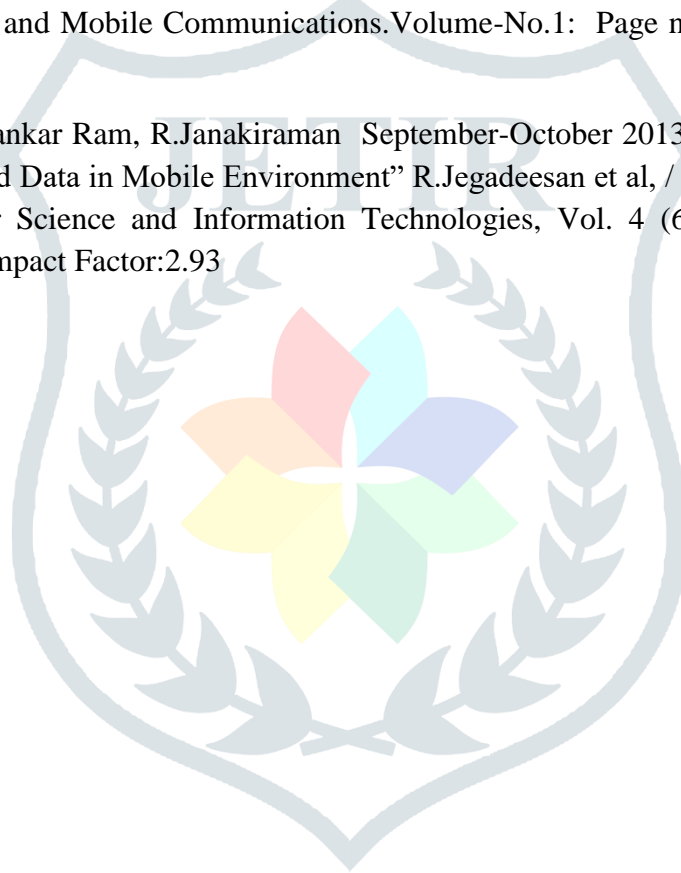 and Mobile Communications.Volume-No.1: Page
JETIR
ankar Ram, R.Janakiraman September-October 2013
d Data in Mobile Environment” R.Jegadeesan et al, /
Science and Information Technologies, Vol. 4 (6
mpact Factor:2.93